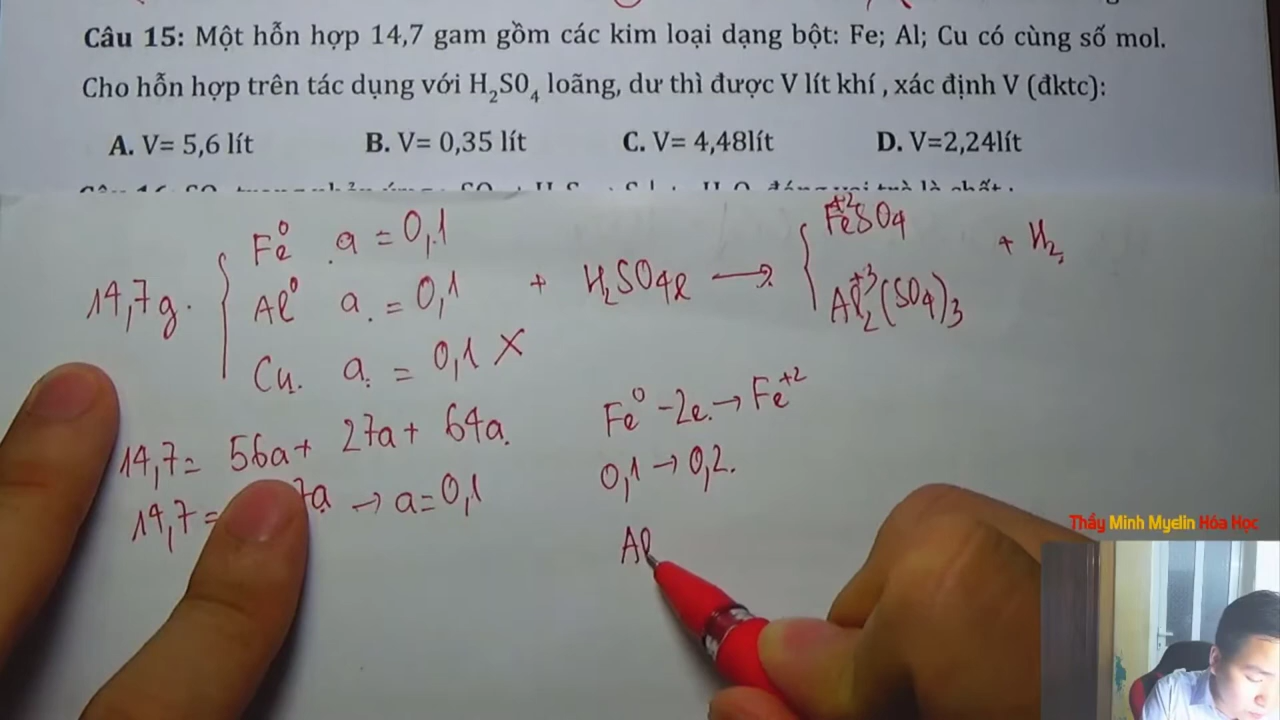 Câu 15: Một hỗn hợp 14,7 gam gồm các kim loại dạng bột: Fe; Al; Cu có cùng số mol.
Cho hỗn hợp trên tác dụng với H₂SO₄ loãng, dư thì được V lít khí , xác định V (đktc):
A. V= 5,6 lít B. V= 0,35 lít C. V= 4,48lít D. V=2,24lít
14,7g.
Fe⁰ a = 0,1
Al⁰ a. = 0,1
Cu. a. = 0,1 X
+ H₂SO₄l →
Fe⁺²SO₄
Al⁺³₂(SO₄)₃
+ H₂
14,7= 56a+ 27a+ 64a.
14,7= 7a → a=0,1
Fe⁰ -2e. → Fe⁺²
0,1 → 0,2.
Al
Thầy Minh Myelin Hóa Học